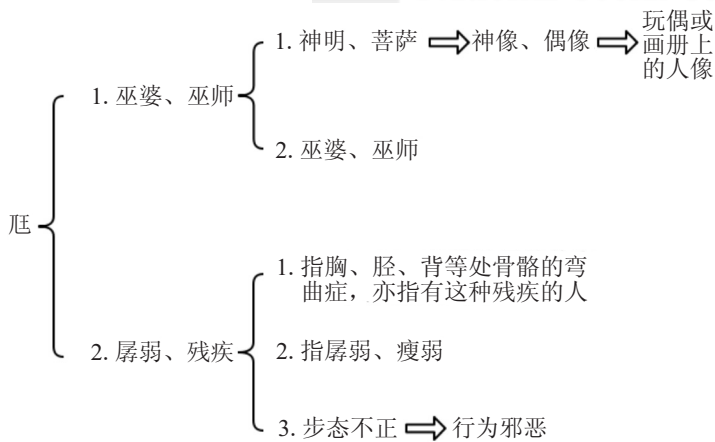 尫
1. 巫婆、巫师
1. 神明、菩萨 ⇨ 神像、偶像 ⇨ 玩偶或
画册上
的人像
2. 巫婆、巫师
2. 孱弱、残疾
1. 指胸、胫、背等处骨骼的弯
曲症，亦指有这种残疾的人
2. 指孱弱、瘦弱
3. 步态不正 ⇨ 行为邪恶